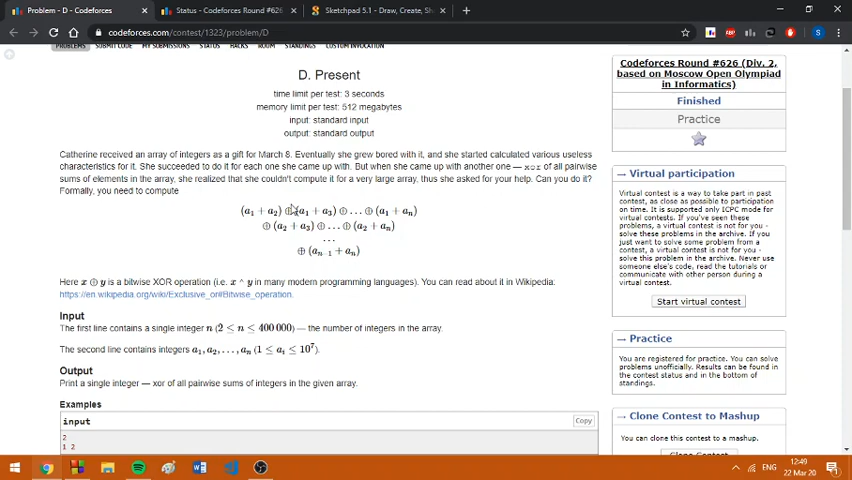 Problem - D - Codeforces
Status - Codeforces Round #626
Sketchpad 5.1 - Draw, Create, Sh
codeforces.com/contest/1323/problem/D
PROBLEMS SUBMIT CODE MY SUBMISSIONS STATUS HACKS ROOM STANDINGS CUSTOM INVOCATION
D. Present
time limit per test: 3 seconds
memory limit per test: 512 megabytes
input: standard input
output: standard output
Catherine received an array of integers as a gift for March 8. Eventually she grew bored with it, and she started calculated various useless
characteristics for it. She succeeded to do it for each one she came up with. But when she came up with another one — xor of all pairwise
sums of elements in the array, she realized that she couldn't compute it for a very large array, thus she asked for your help. Can you do it?
Formally, you need to compute
(a₁ + a₂) ⊕ (a₁ + a₃) ⊕ … ⊕ (a₁ + aₙ)
⊕ (a₂ + a₃) ⊕ … ⊕ (a₂ + aₙ)
…
⊕ (aₙ₋₁ + aₙ)
Here x ⊕ y is a bitwise XOR operation (i.e. x ^ y in many modern programming languages). You can read about it in Wikipedia:
https://en.wikipedia.org/wiki/Exclusive_or#Bitwise_operation.
Input
The first line contains a single integer n (2 ≤ n ≤ 400 000) — the number of integers in the array.
The second line contains integers a₁, a₂, …, aₙ (1 ≤ aᵢ ≤ 10⁷).
Output
Print a single integer — xor of all pairwise sums of integers in the given array.
Examples
input
Copy
2
1 2
Codeforces Round #626 (Div. 2,
based on Moscow Open Olympiad
in Informatics)
Finished
Practice
→ Virtual participation
Virtual contest is a way to take part in past
contest, as close as possible to participation
on time. It is supported only ICPC mode for
virtual contests. If you've seen these
problems, a virtual contest is not for you -
solve these problems in the archive. If you
just want to solve some problem from a
contest, a virtual contest is not for you -
solve this problem in the archive. Never use
someone else's code, read the tutorials or
communicate with other person during a
virtual contest.
Start virtual contest
→ Practice
You are registered for practice. You can solve
problems unofficially. Results can be found
in the contest status and in the bottom of
standings.
→ Clone Contest to Mashup
You can clone this contest to a mashup.
Clone Contest
ENG
12:49
22 Mar 20